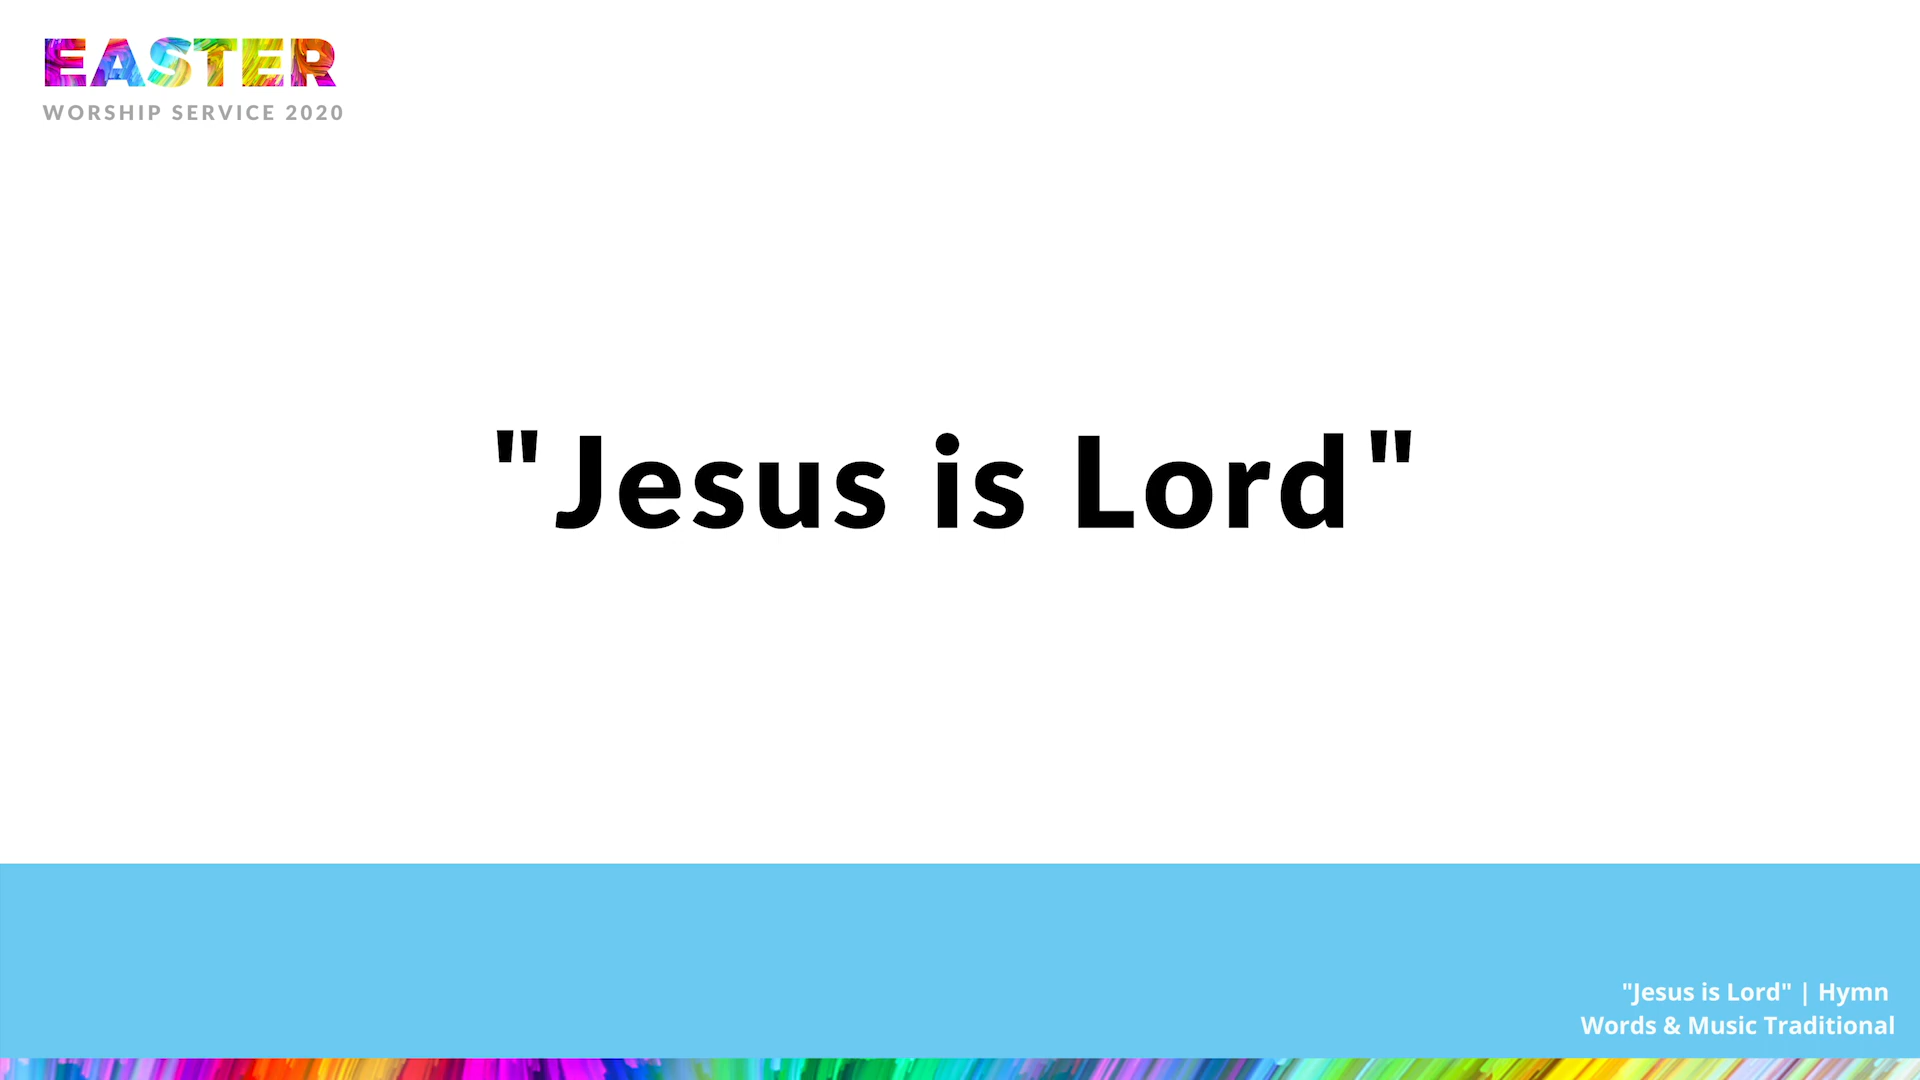 EASTER
WORSHIP SERVICE 2020
"Jesus is Lord"
"Jesus is Lord" | Hymn
Words & Music Traditional